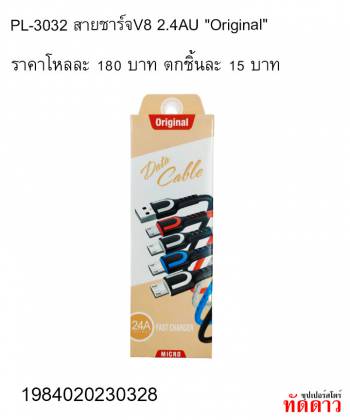 PL-3032 สายชาร์จV8 2.4AU "Original"
ราคาโหลละ 180 บาท ตกชิ้นละ 15 บาท
Original
Data
Cable
2.4A
FAST CHARGER
MICRO
1984020230328
ซุปเปอร์สโตร์
ทัดดาว